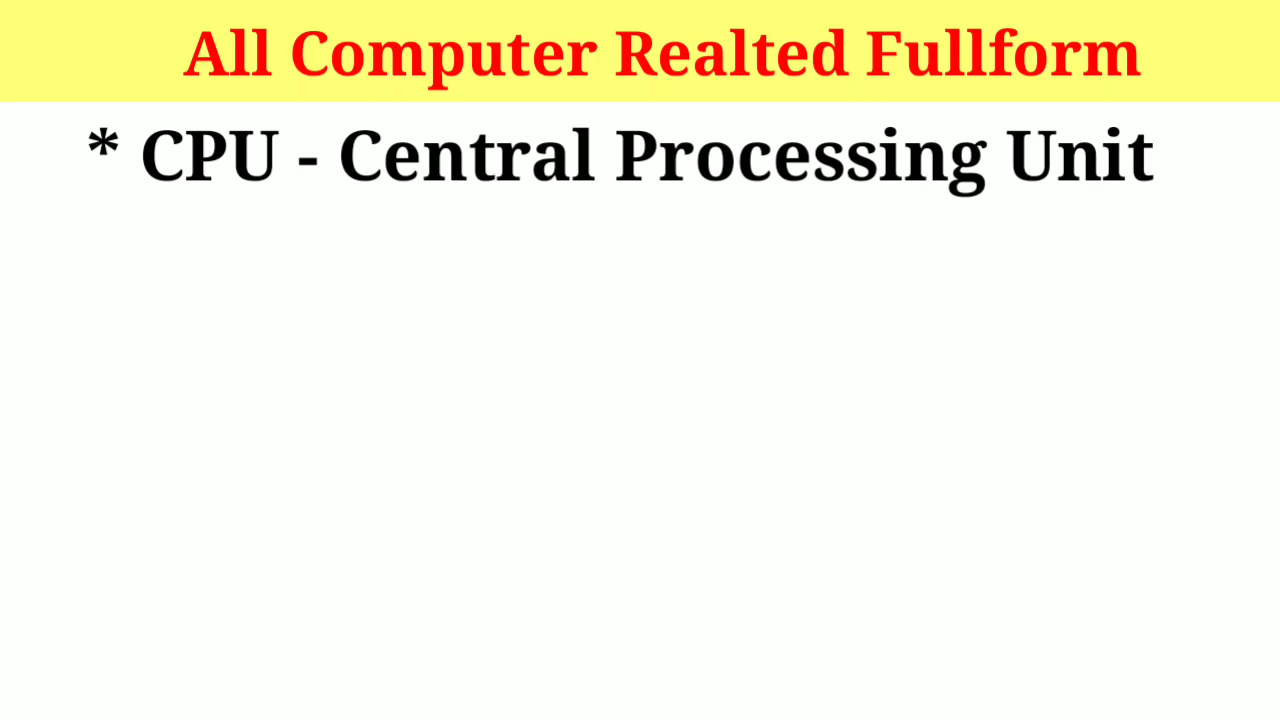 All Computer Realted Fullform
* CPU - Central Processing Unit